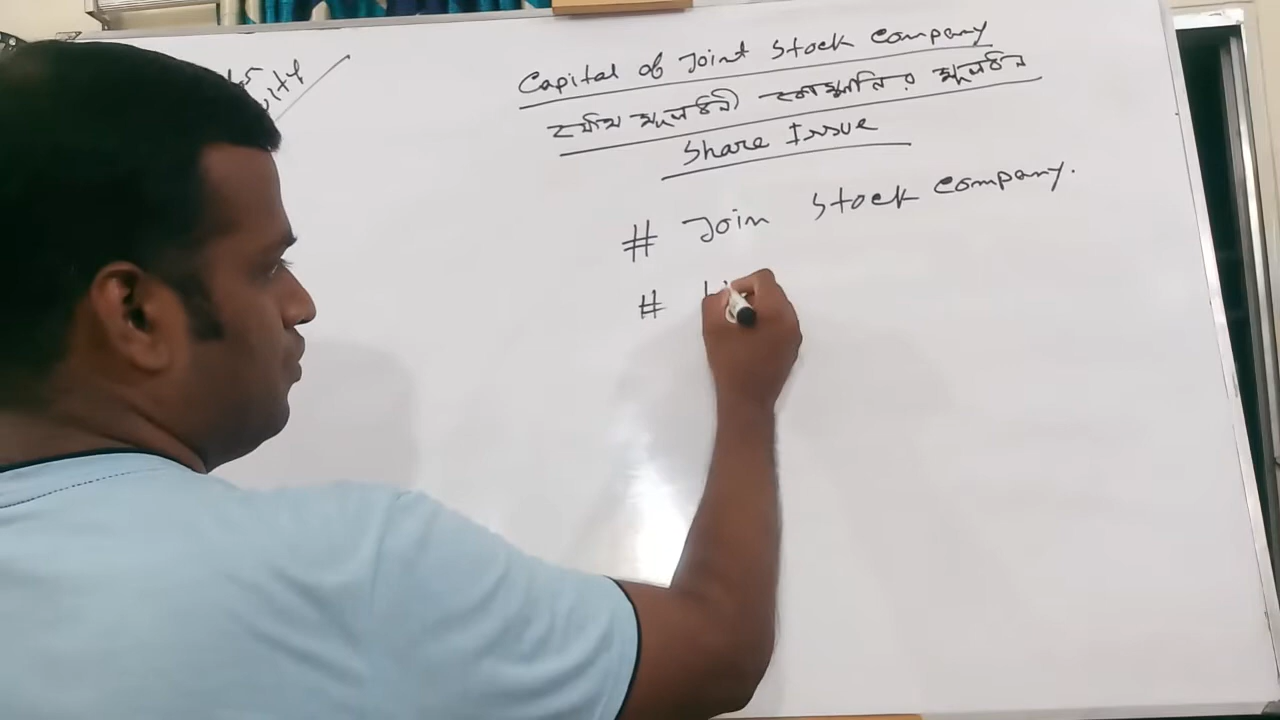 Capital of Joint Stock Company
যৌথ মূলধনী কোম্পানির মূলধন
Share Issue
# Join Stock Company.
#